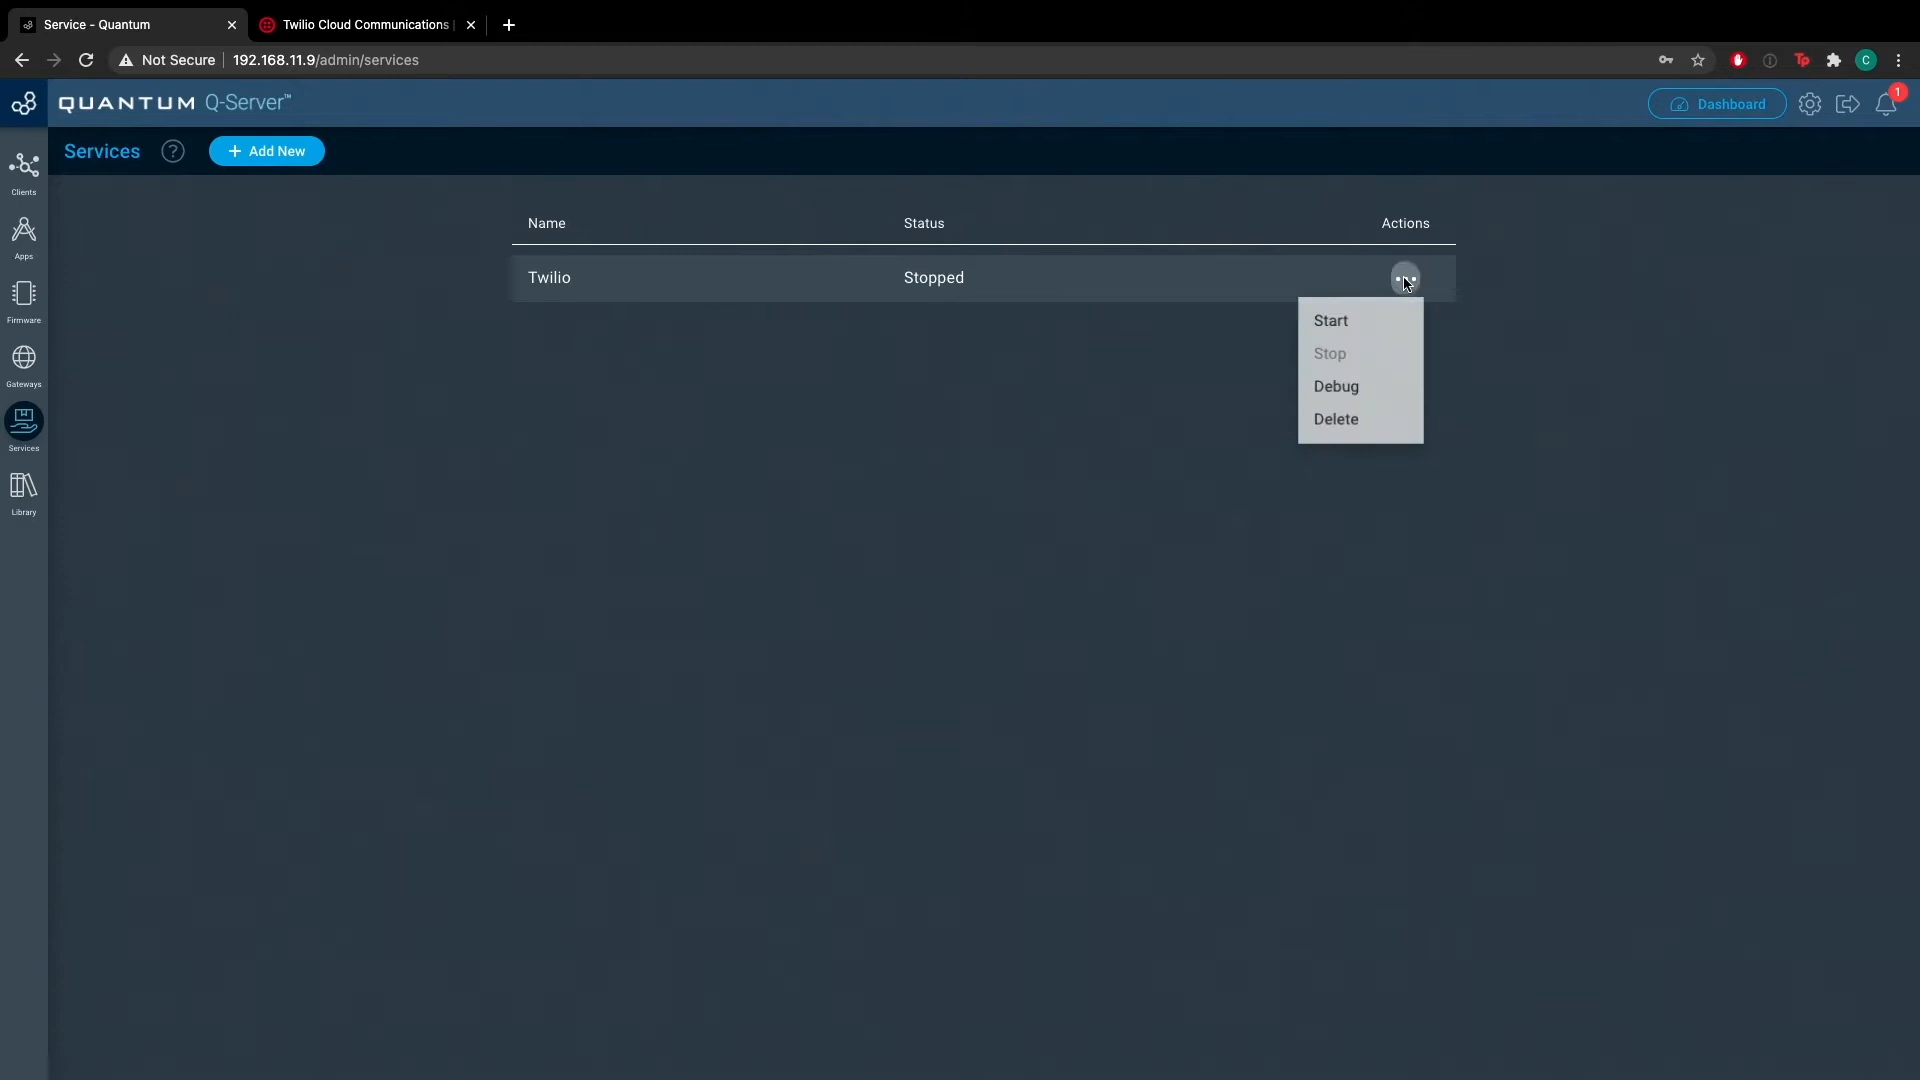 Service - Quantum
Twilio Cloud Communications
Not Secure
192.168.11.9/admin/services
Tp
C
QUANTUM Q-Server™
Dashboard
1
Services
?
+ Add New
Clients
Apps
Firmware
Gateways
Services
Library
Name Status Actions
Twilio Stopped
Start
Stop
Debug
Delete